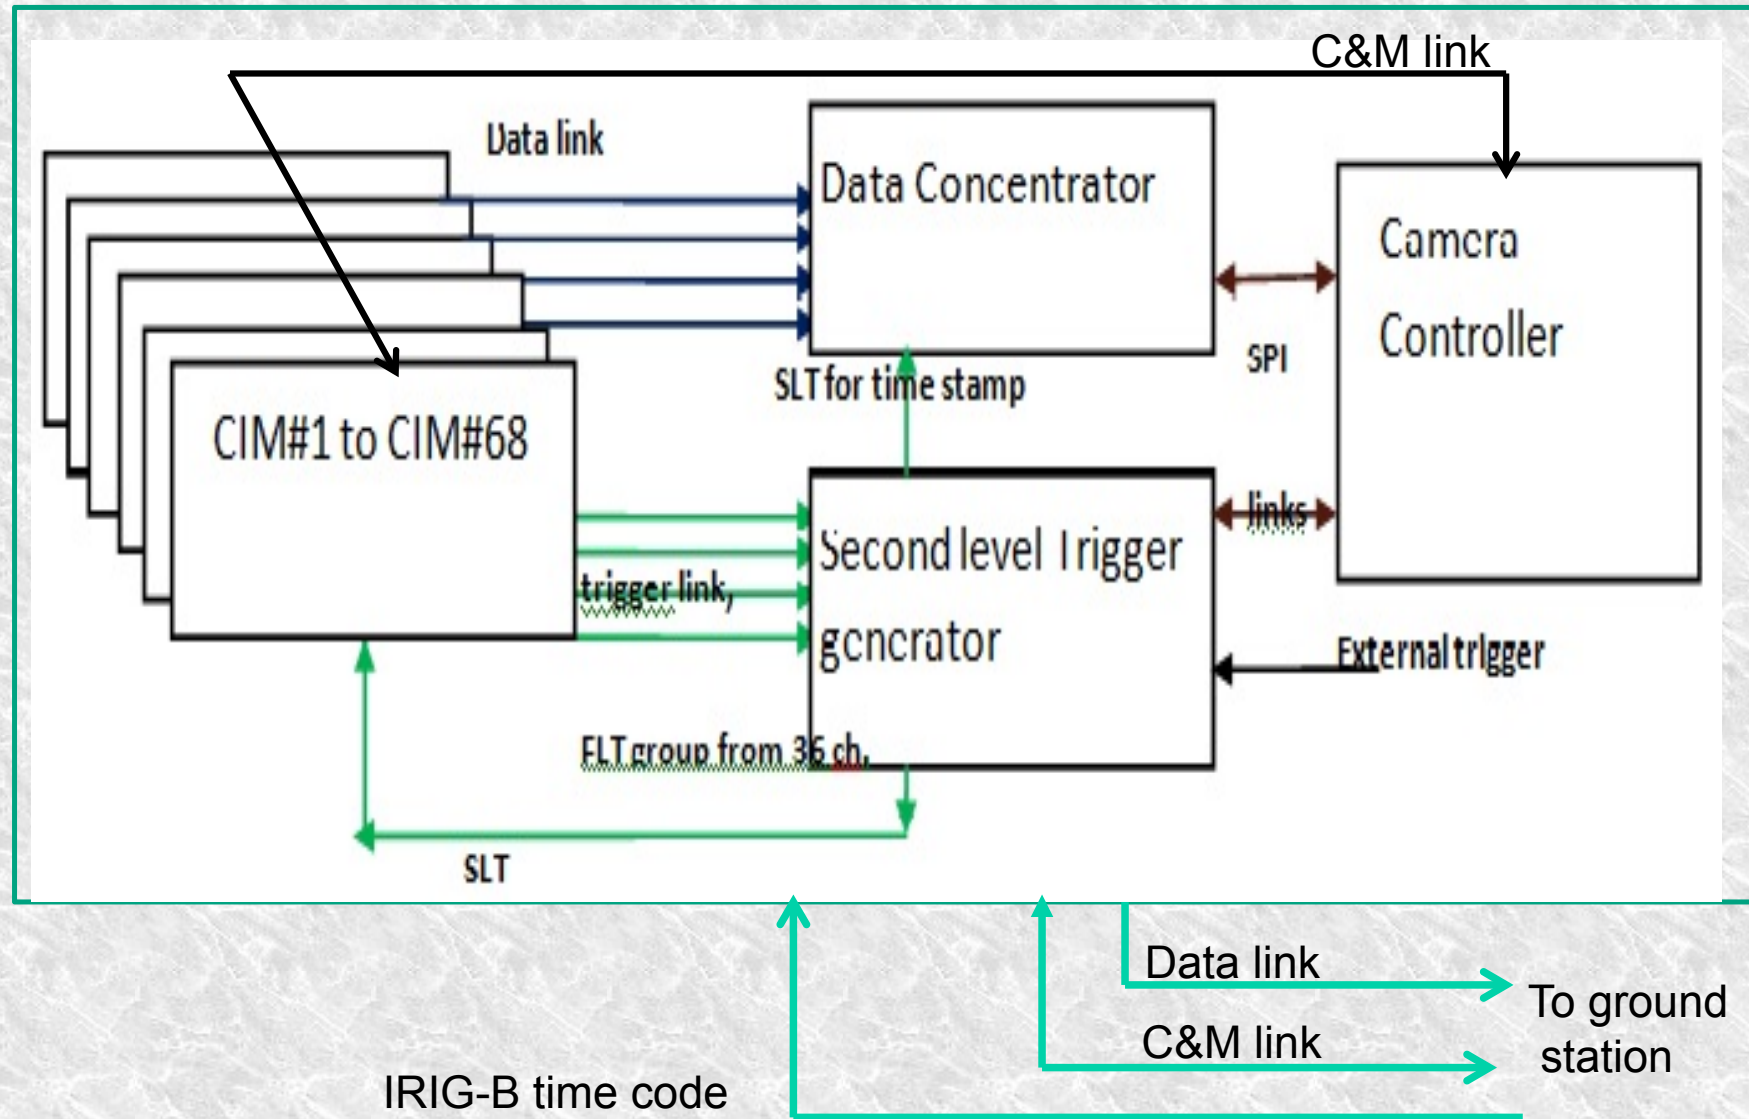 C&M link
Data link
Data Concentrator
Camera
Controller
SPI
SLT for time stamp
CIM#1 to CIM#68
links
Second level Trigger
generator
trigger link,
External trigger
FLT group from 36 ch,
SLT
Data link
To ground
station
C&M link
IRIG-B time code